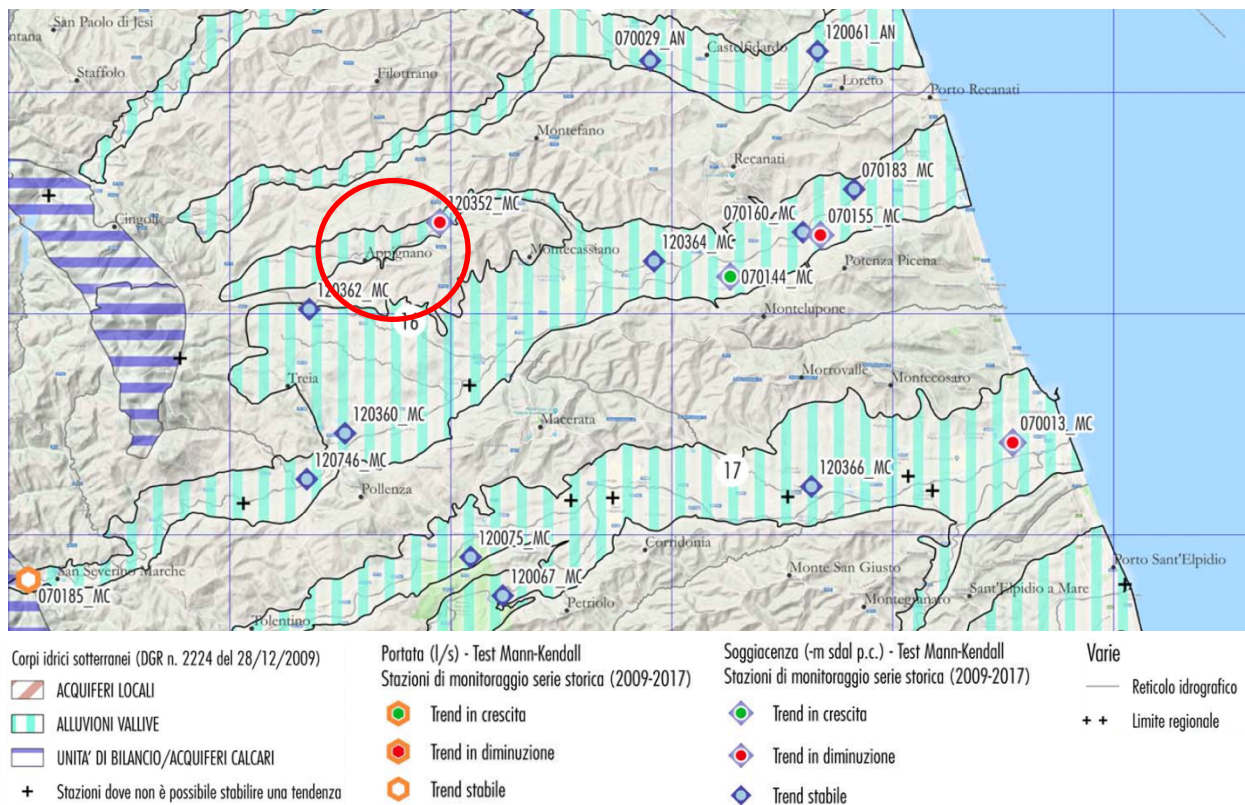 San Paolo di Jesi
070029_AN
120061_AN
Castelfidardo
Staffolo
Filottrano
Loreto
Porto Recanati
Montefano
Recanati
070183_MC
120352_MC
Cingoli
070160_MC
070155_MC
Appignano
Montecassiano
120364_MC
070144_MC
Potenza Picena
120362_MC
16
Montelupone
Treia
Morrovalle
Montecosaro
120360_MC
Macerata
070013_MC
120746_MC
Pollenza
17
120366_MC
120075_MC
Corridonia
San Severino Marche
070185_MC
120067_MC
Monte San Giusto
Porto Sant'Elpidio
Sant'Elpidio a Mare
Petriolo
Montegranaro
Tolentino
Corpi idrici sotterranei (DGR n. 2224 del 28/12/2009)
ACQUIFERI LOCALI
ALLUVIONI VALLIVE
UNITA' DI BILANCIO/ACQUIFERI CALCARI
+ Stazioni dove non è possibile stabilire una tendenza
Portata (l/s) - Test Mann-Kendall
Stazioni di monitoraggio serie storica (2009-2017)
Trend in crescita
Trend in diminuzione
Trend stabile
Soggiacenza (-m sdal p.c.) - Test Mann-Kendall
Stazioni di monitoraggio serie storica (2009-2017)
Trend in crescita
Trend in diminuzione
Trend stabile
Varie
Reticolo idrografico
Limite regionale